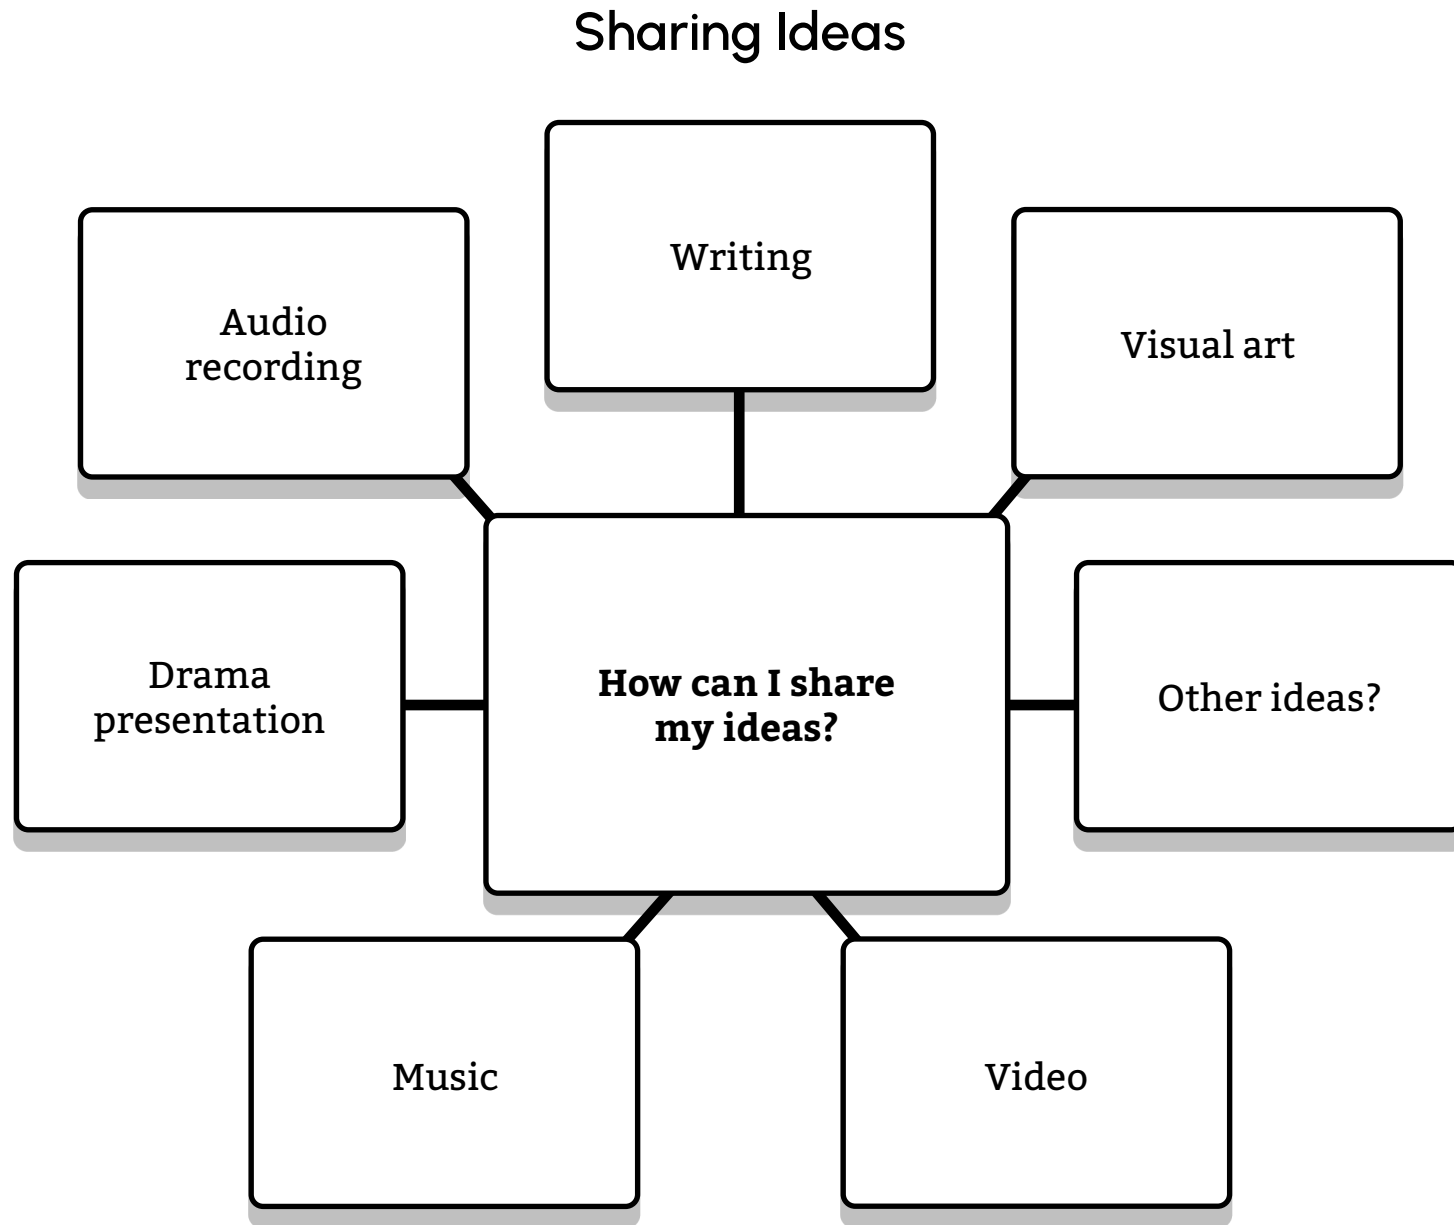 Sharing Ideas
Writing
Audio
recording
Visual art
Drama
presentation
How can I share
my ideas?
Other ideas?
Music
Video